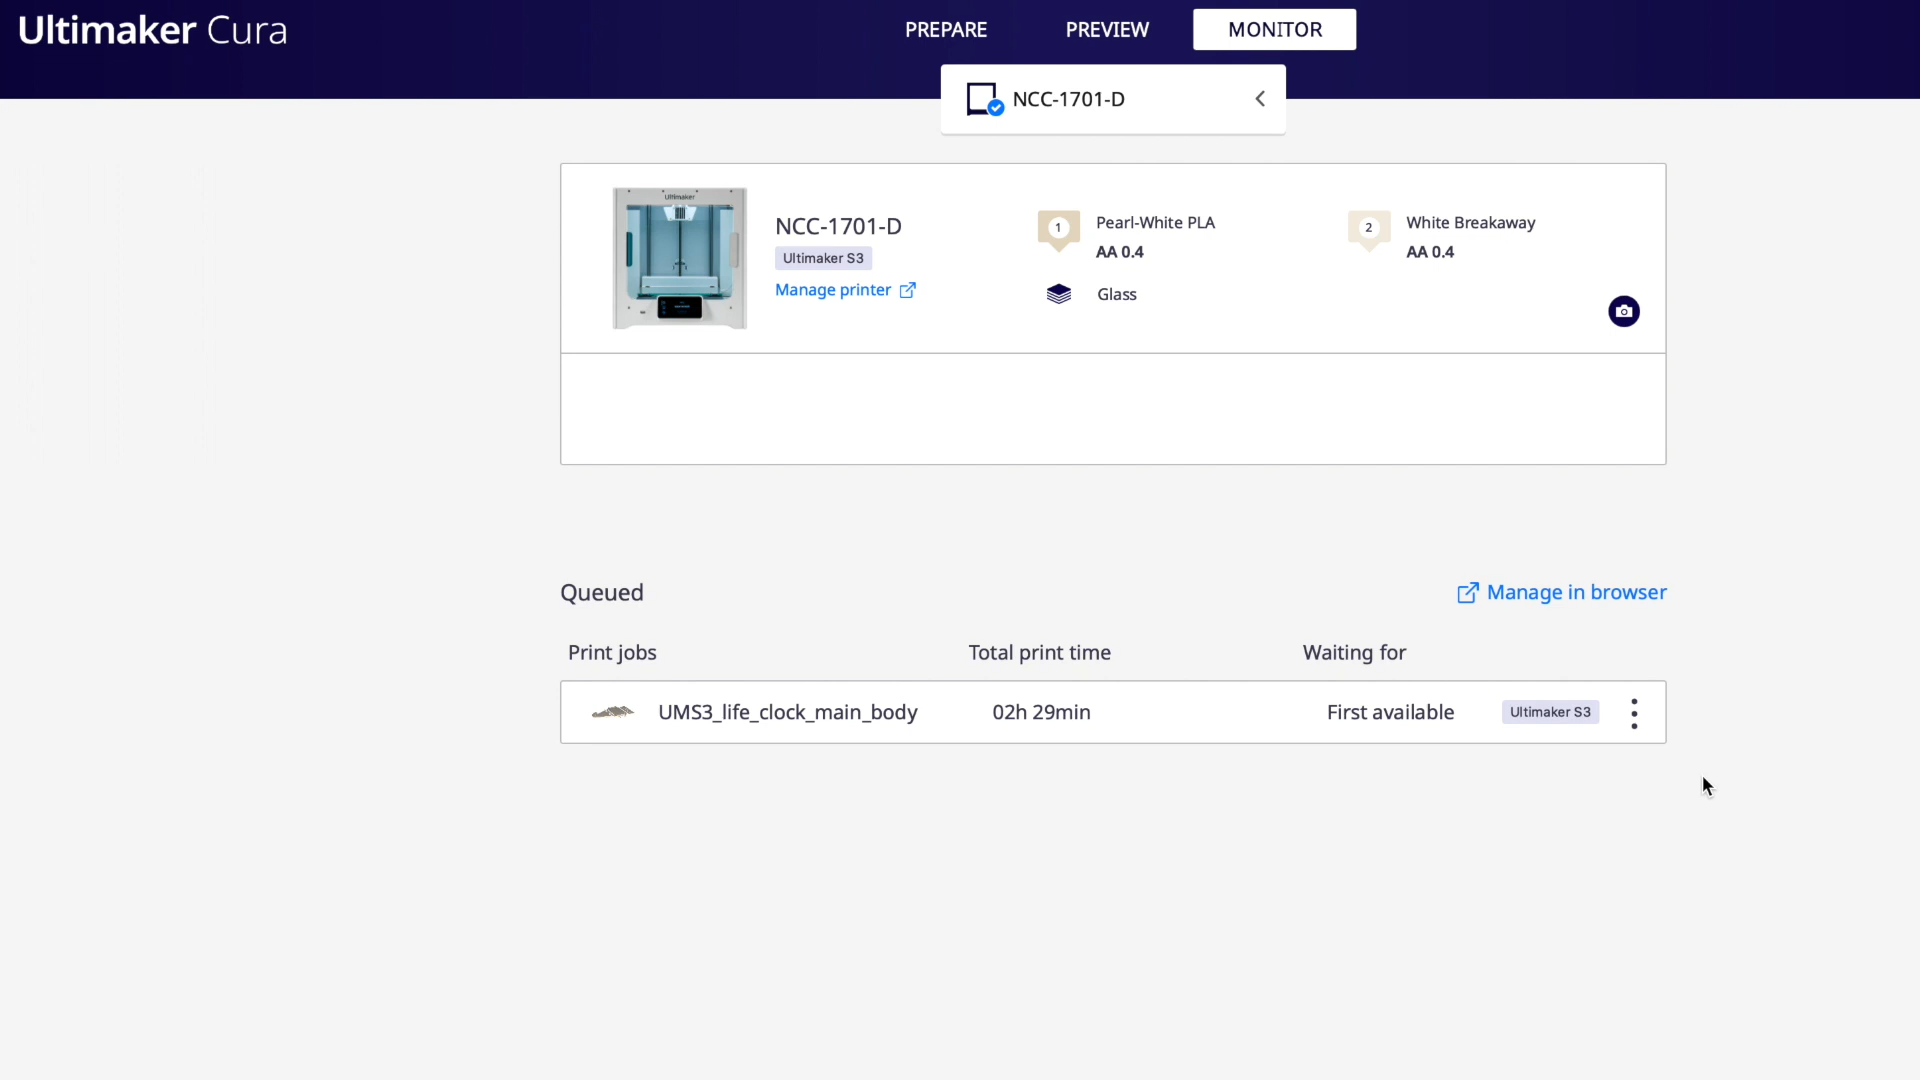 Ultimaker Cura
PREPARE
PREVIEW
MONITOR
NCC-1701-D
Ultimaker
NCC-1701-D
Ultimaker S3
Manage printer
1
Pearl-White PLA
AA 0.4
Glass
2
White Breakaway
AA 0.4
Queued
Manage in browser
Print jobs
Total print time
Waiting for
UMS3_life_clock_main_body
02h 29min
First available
Ultimaker S3